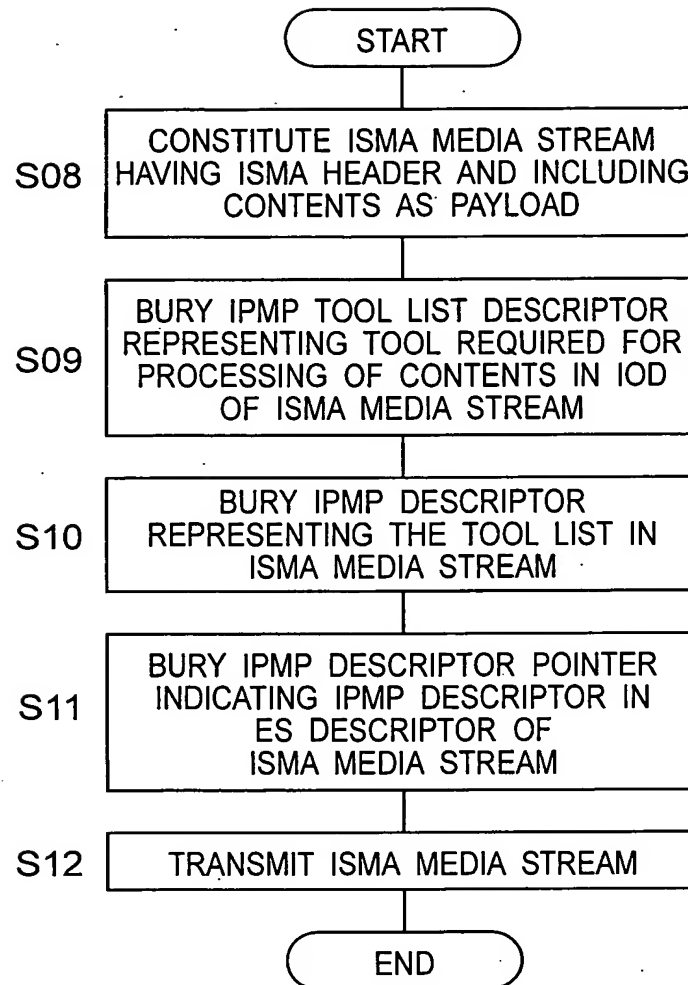 START
S08
CONSTITUTE ISMA MEDIA STREAM
HAVING ISMA HEADER AND INCLUDING
CONTENTS AS PAYLOAD
S09
BURY IPMP TOOL LIST DESCRIPTOR
REPRESENTING TOOL REQUIRED FOR
PROCESSING OF CONTENTS IN IOD
OF ISMA MEDIA STREAM
S10
BURY IPMP DESCRIPTOR
REPRESENTING THE TOOL LIST IN
ISMA MEDIA STREAM
S11
BURY IPMP DESCRIPTOR POINTER
INDICATING IPMP DESCRIPTOR IN
ES DESCRIPTOR OF
ISMA MEDIA STREAM
S12
TRANSMIT ISMA MEDIA STREAM
END